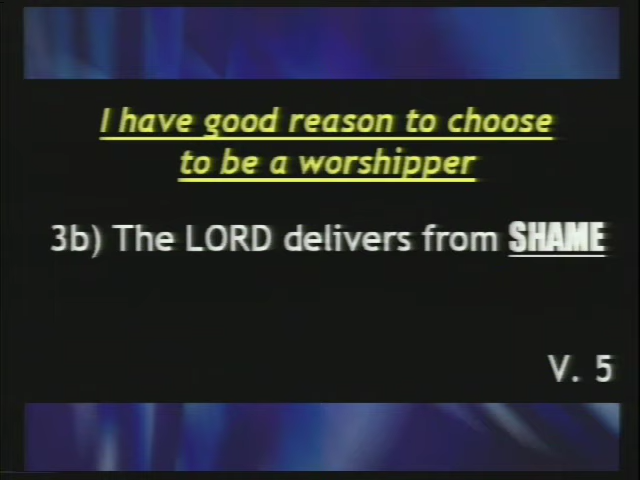 I have good reason to choose
to be a worshipper
3b) The LORD delivers from SHAME
V. 5